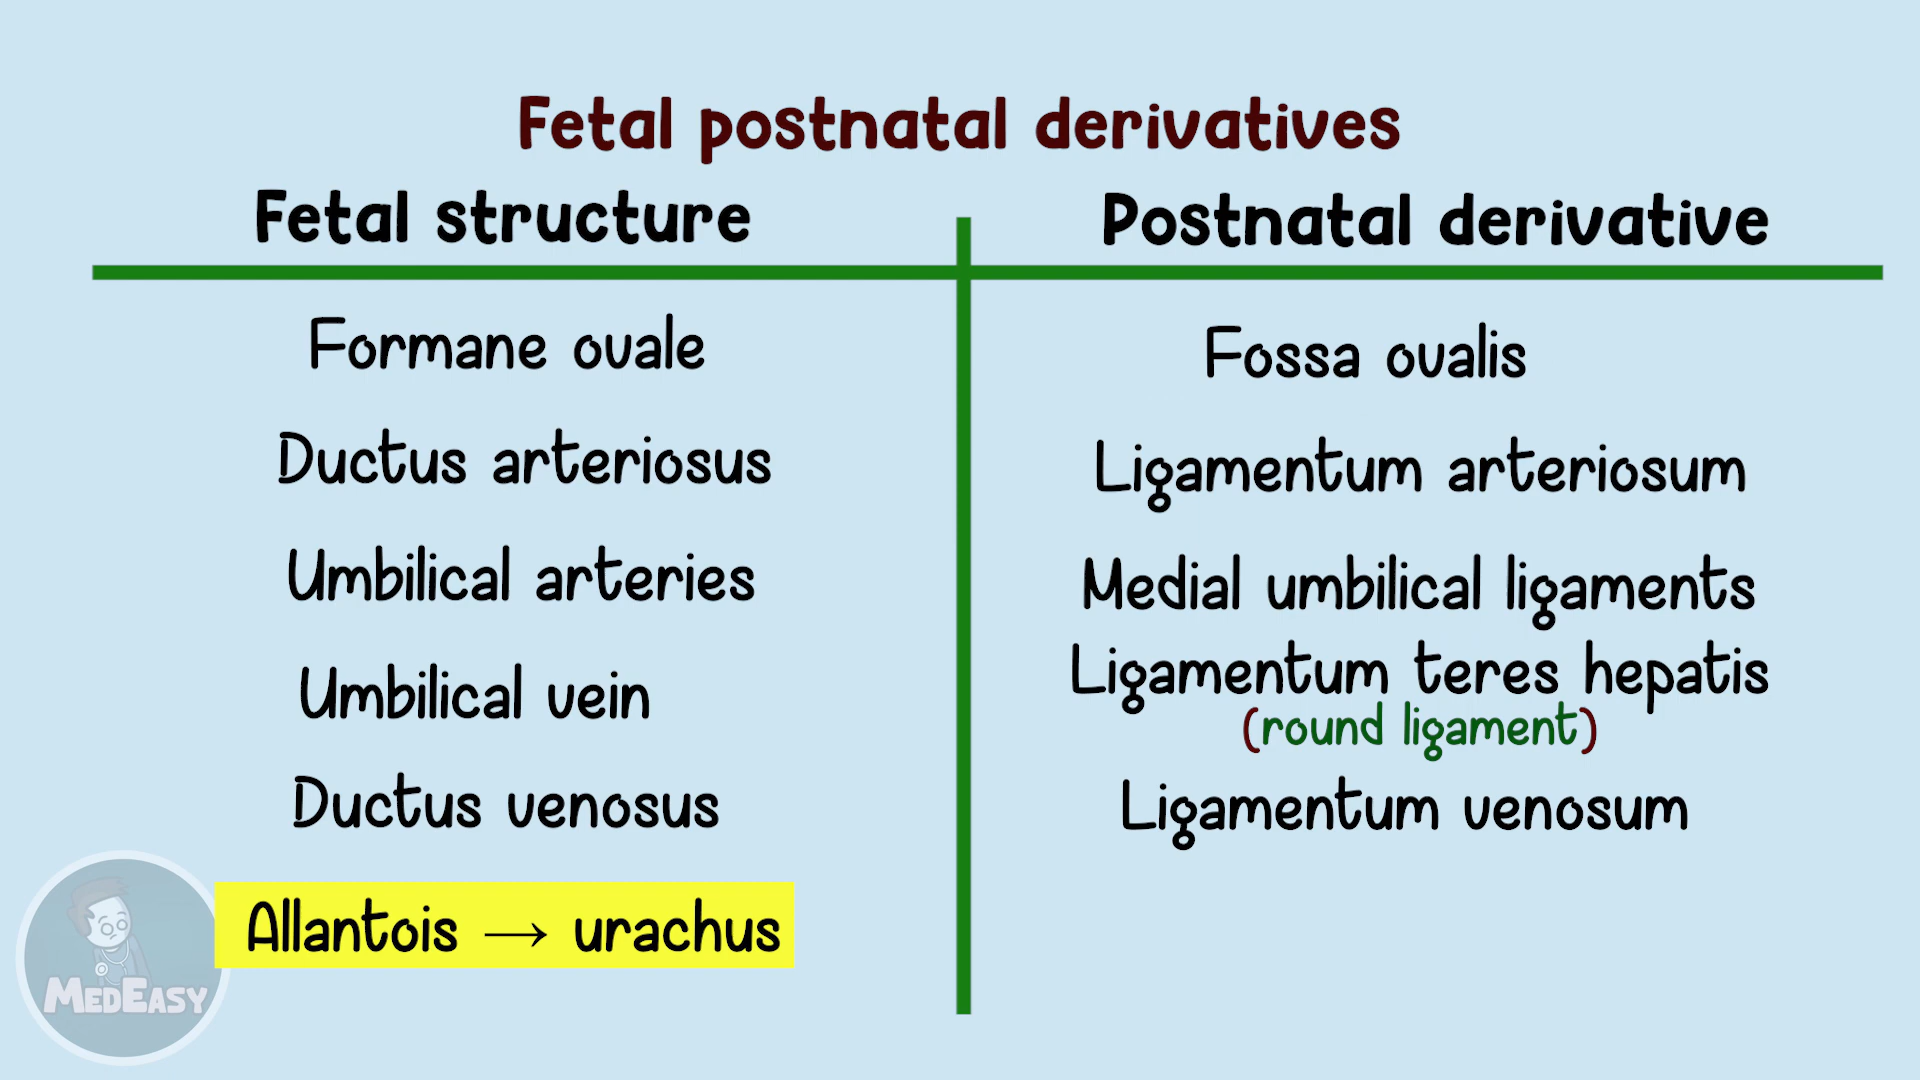 Fetal postnatal derivatives
Fetal structure
Postnatal derivative
Formane ovale
Fossa ovalis
Ductus arteriosus
Ligamentum arteriosum
Umbilical arteries
Medial umbilical ligaments
Umbilical vein
Ligamentum teres hepatis
(round ligament)
Ductus venosus
Ligamentum venosum
Allantois → urachus
MEDEASY